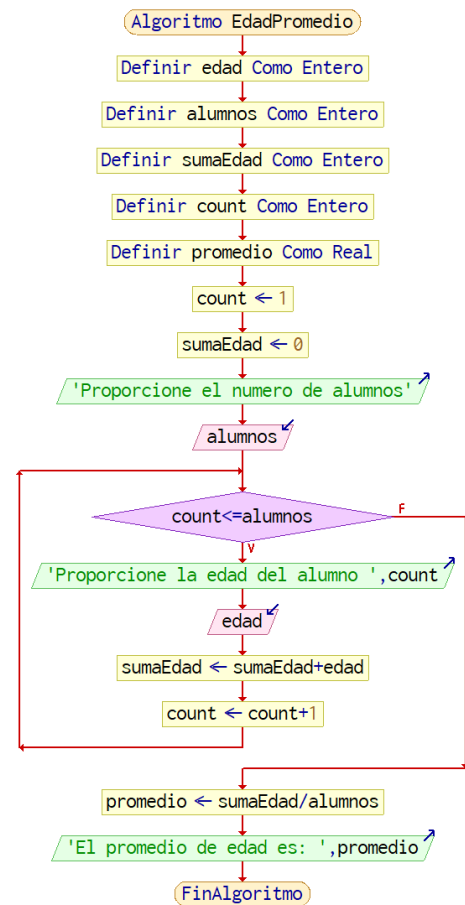 Algoritmo EdadPromedio
Definir edad Como Entero
Definir alumnos Como Entero
Definir sumaEdad Como Entero
Definir count Como Entero
Definir promedio Como Real
count ← 1
sumaEdad ← 0
'Proporcione el numero de alumnos'
alumnos
count<=alumnos
F
V
'Proporcione la edad del alumno ',count
edad
sumaEdad ← sumaEdad+edad
count ← count+1
promedio ← sumaEdad/alumnos
'El promedio de edad es: ',promedio
FinAlgoritmo